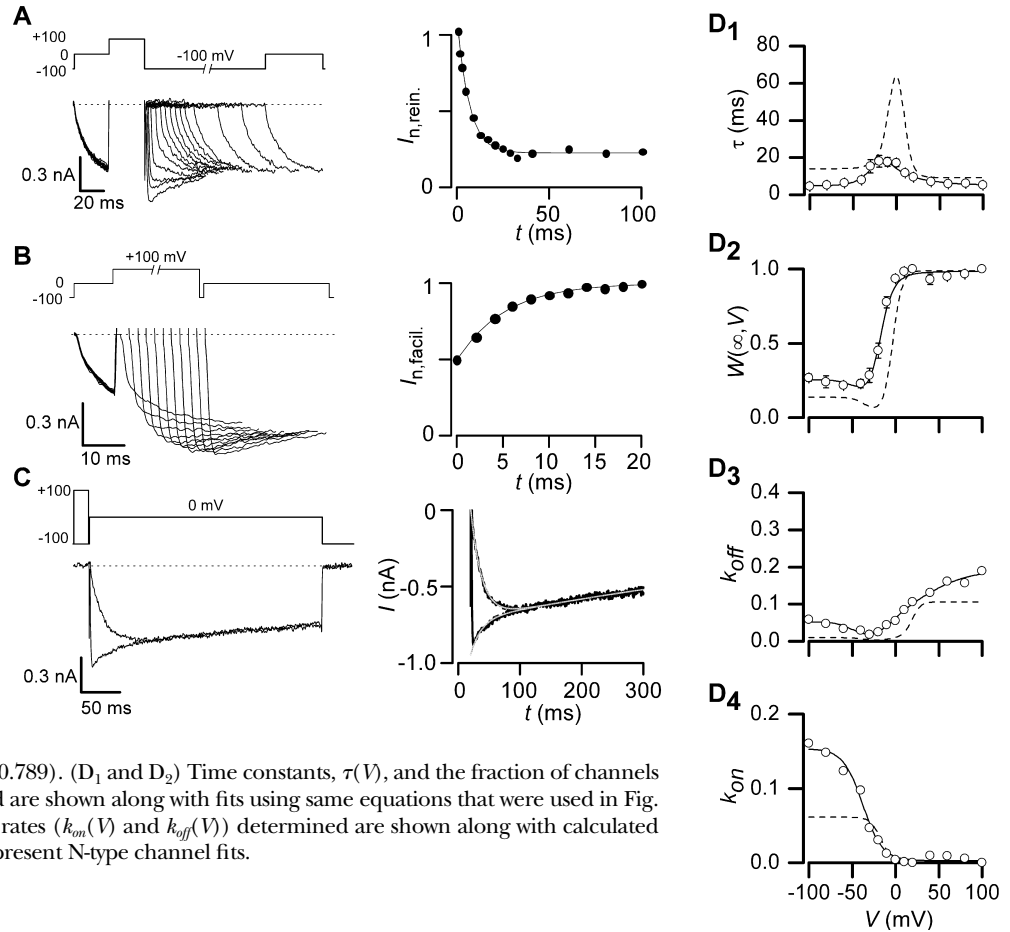 A
+100
0
-100
-100 mV
0.3 nA
20 ms
1
0
I n,rein.
0 50 100
t (ms)
B
+100 mV
0
-100
0.3 nA
10 ms
1
0
I n,facil.
0 5 10 15 20
t (ms)
C
+100
-100
0 mV
0.3 nA
50 ms
0
-0.5
-1.0
I (nA)
0 100 200 300
t (ms)
D1
80
60
40
20
0
τ (ms)
D2
1.0
0.5
0.0
W(∞,V)
D3
0.4
0.3
0.2
0.1
0.0
koff
D4
0.2
0.1
0.0
kon
-100 -50 0 50 100
V (mV)
0.789). (D1 and D2) Time constants, τ(V), and the fraction of channels
d are shown along with fits using same equations that were used in Fig.
rates (kon(V) and koff(V)) determined are shown along with calculated
present N-type channel fits.